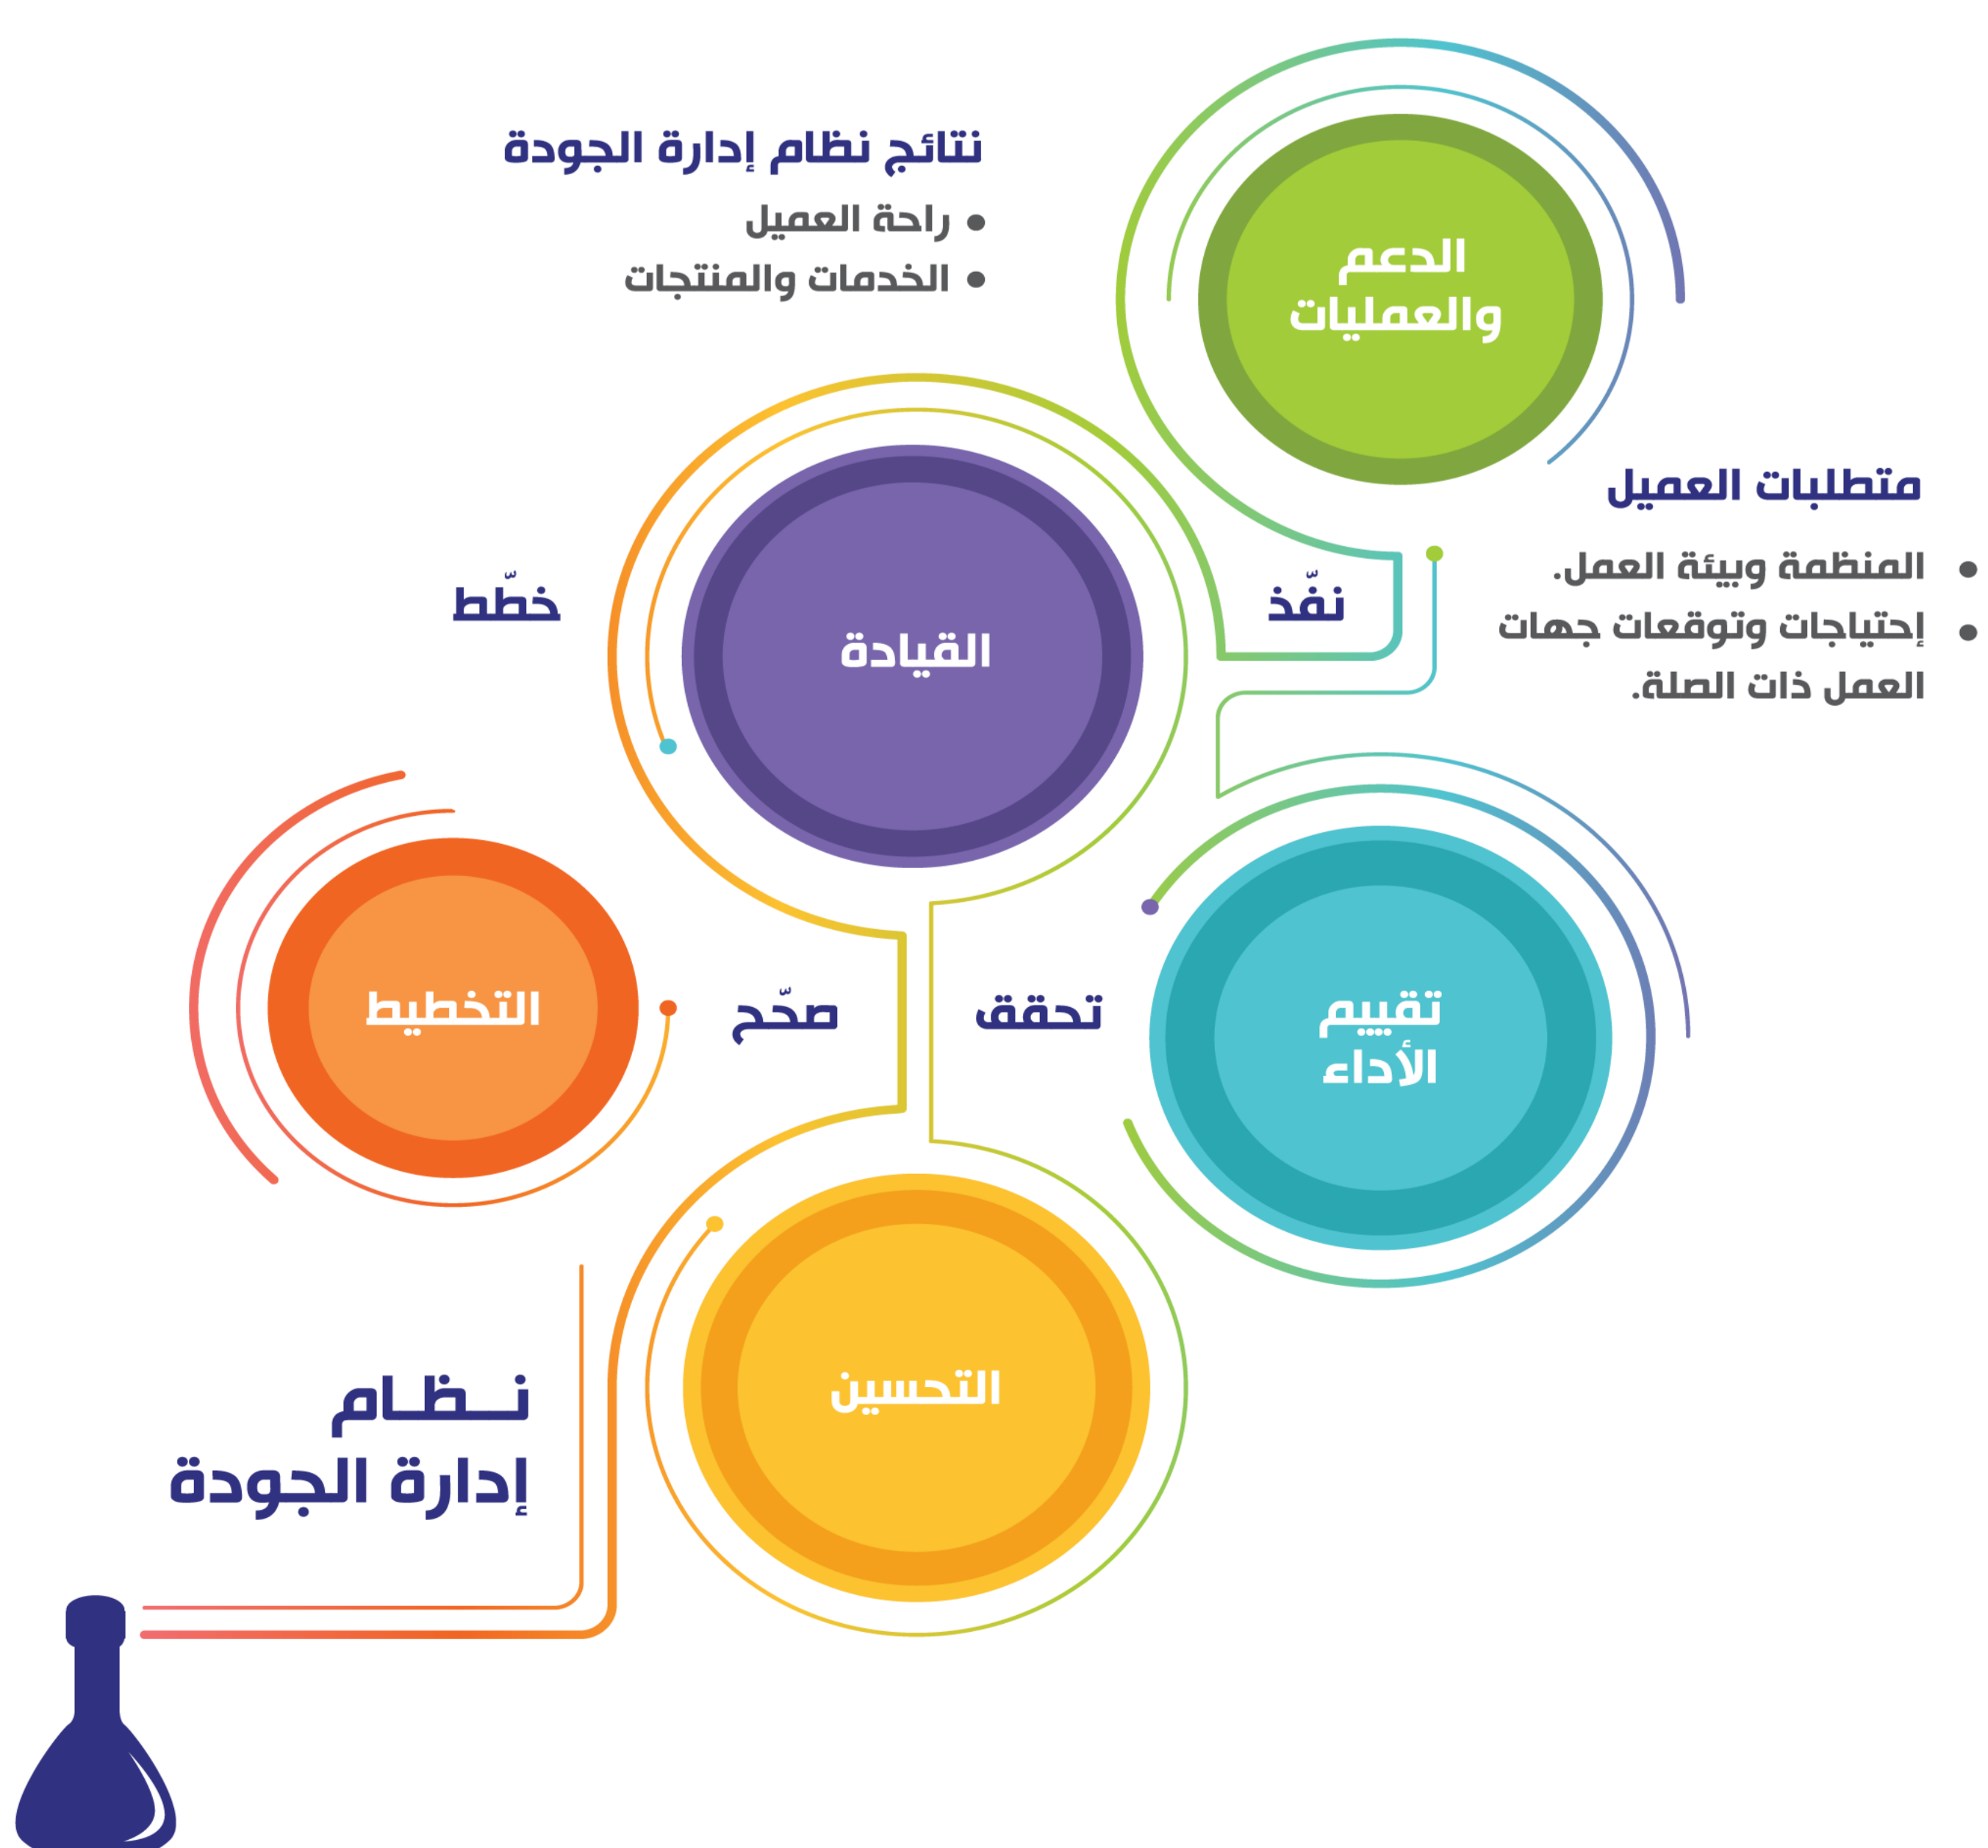 نتائج نظام إدارة الجودة
• راحة العميل
• الخدمات والمنتجات
الدعم
والعمليات
متطلبات العميل
• المنظمة وبيئة العمل.
• إحتياجات وتوقعات جهات
العمل ذات الصلة.
نفّذ
القيادة
خطّط
تقييم
الأداء
تحقق
صحّح
التخطيط
التحسين
نـظـام
إدارة الجودة